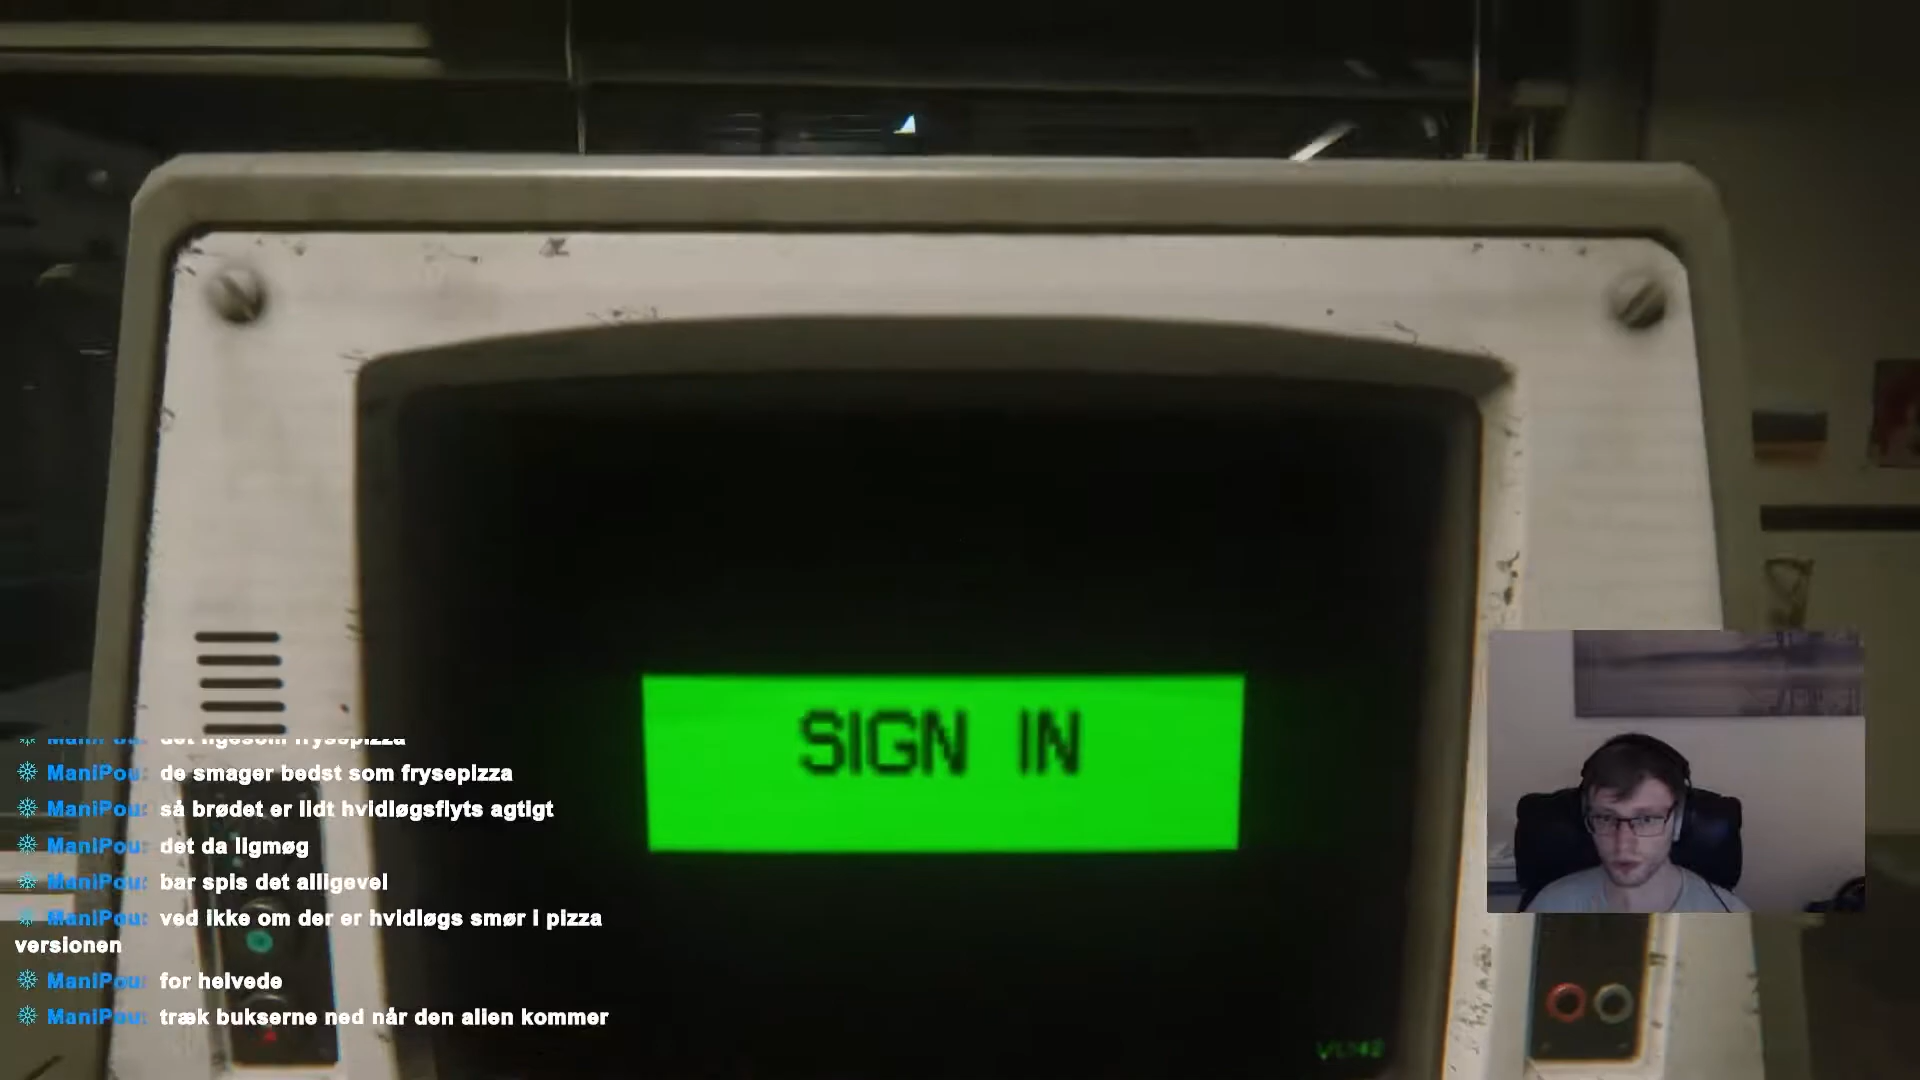 SIGN IN
de smager bedst som frysepizza
ManiPou: så brødet er lidt hvidløgsflyts agtigt
ManiPou: det da ligmøg
ManiPou: bar spis det alligevel
ManiPou: ved ikke om der er hvidløgs smør i pizza
versionen
ManiPou: for helvede
ManiPou: træk bukserne ned når den alien kommer